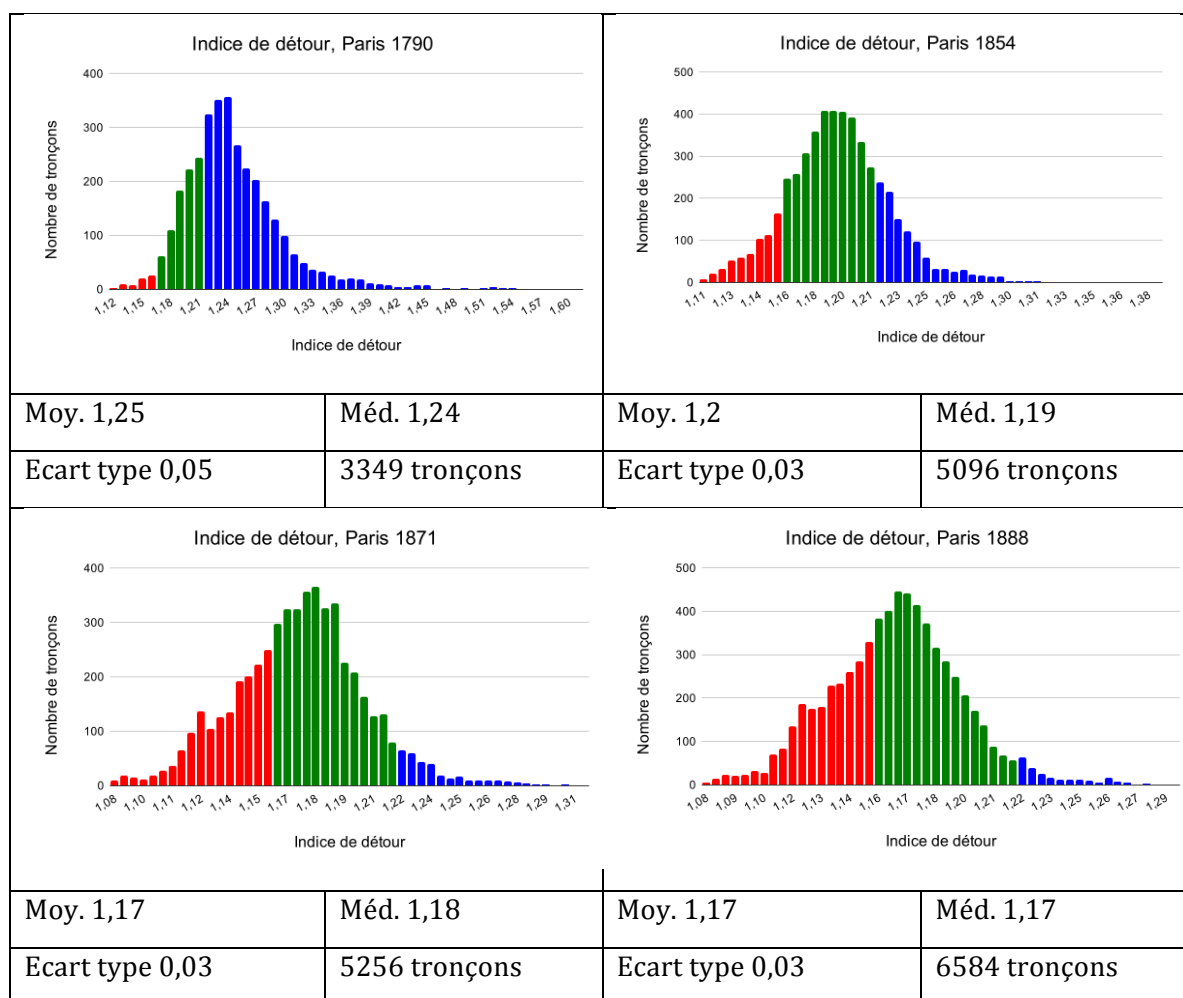 Indice de détour, Paris 1790
400
300
200
100
0
Nombre de tronçons
1,12 1,15 1,18 1,21 1,24 1,27 1,30 1,33 1,36 1,39 1,42 1,45 1,48 1,51 1,54 1,57 1,60
Indice de détour
Indice de détour, Paris 1854
500
400
300
200
100
0
Nombre de tronçons
1,11 1,13 1,14 1,16 1,18 1,20 1,21 1,23 1,25 1,26 1,28 1,30 1,31 1,33 1,35 1,36 1,38
Indice de détour
Moy. 1,25 Méd. 1,24 Moy. 1,2 Méd. 1,19
Ecart type 0,05 3349 tronçons Ecart type 0,03 5096 tronçons
Indice de détour, Paris 1871
400
300
200
100
0
Nombre de tronçons
1,08 1,10 1,11 1,12 1,14 1,15 1,17 1,18 1,19 1,21 1,22 1,24 1,25 1,26 1,28 1,29 1,31
Indice de détour
Indice de détour, Paris 1888
500
400
300
200
100
0
Nombre de tronçons
1,08 1,09 1,10 1,12 1,13 1,14 1,16 1,17 1,18 1,20 1,21 1,22 1,23 1,25 1,26 1,27 1,29
Indice de détour
Moy. 1,17 Méd. 1,18 Moy. 1,17 Méd. 1,17
Ecart type 0,03 5256 tronçons Ecart type 0,03 6584 tronçons